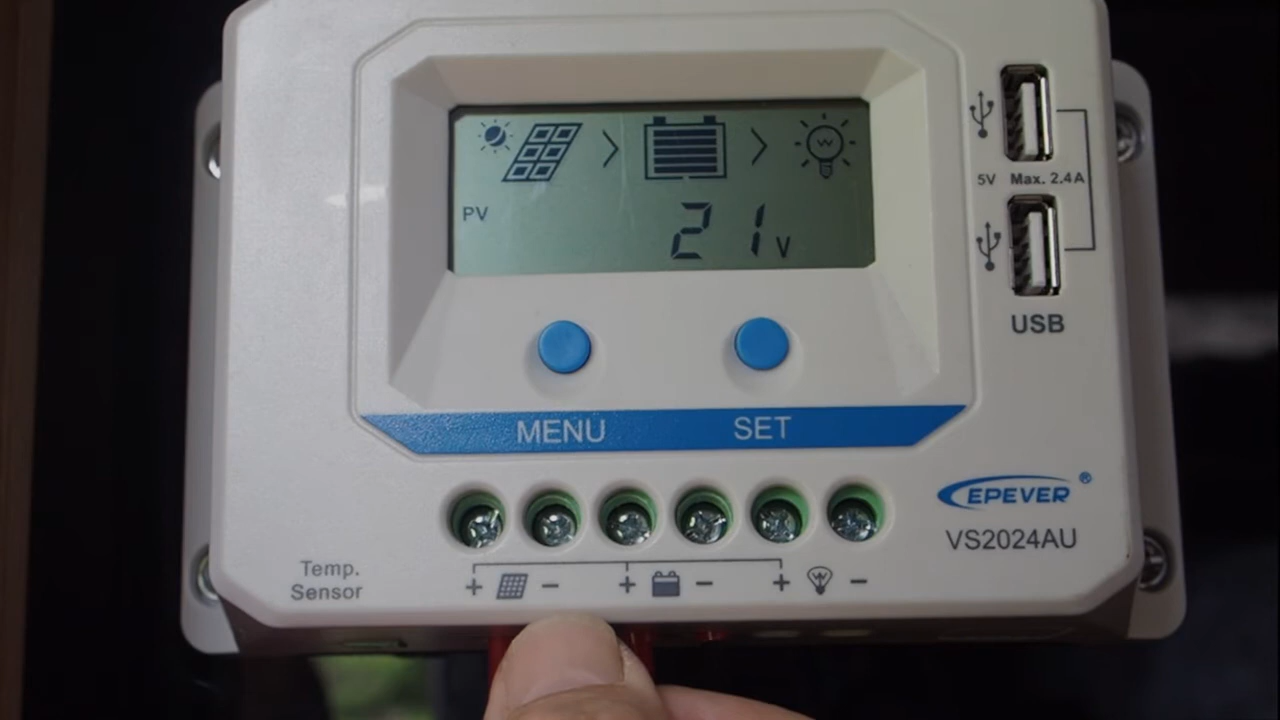 PV
21 V
5V Max. 2.4A
USB
MENU SET
EPEVER ®
VS2024AU
Temp.
Sensor
+ − + − + −